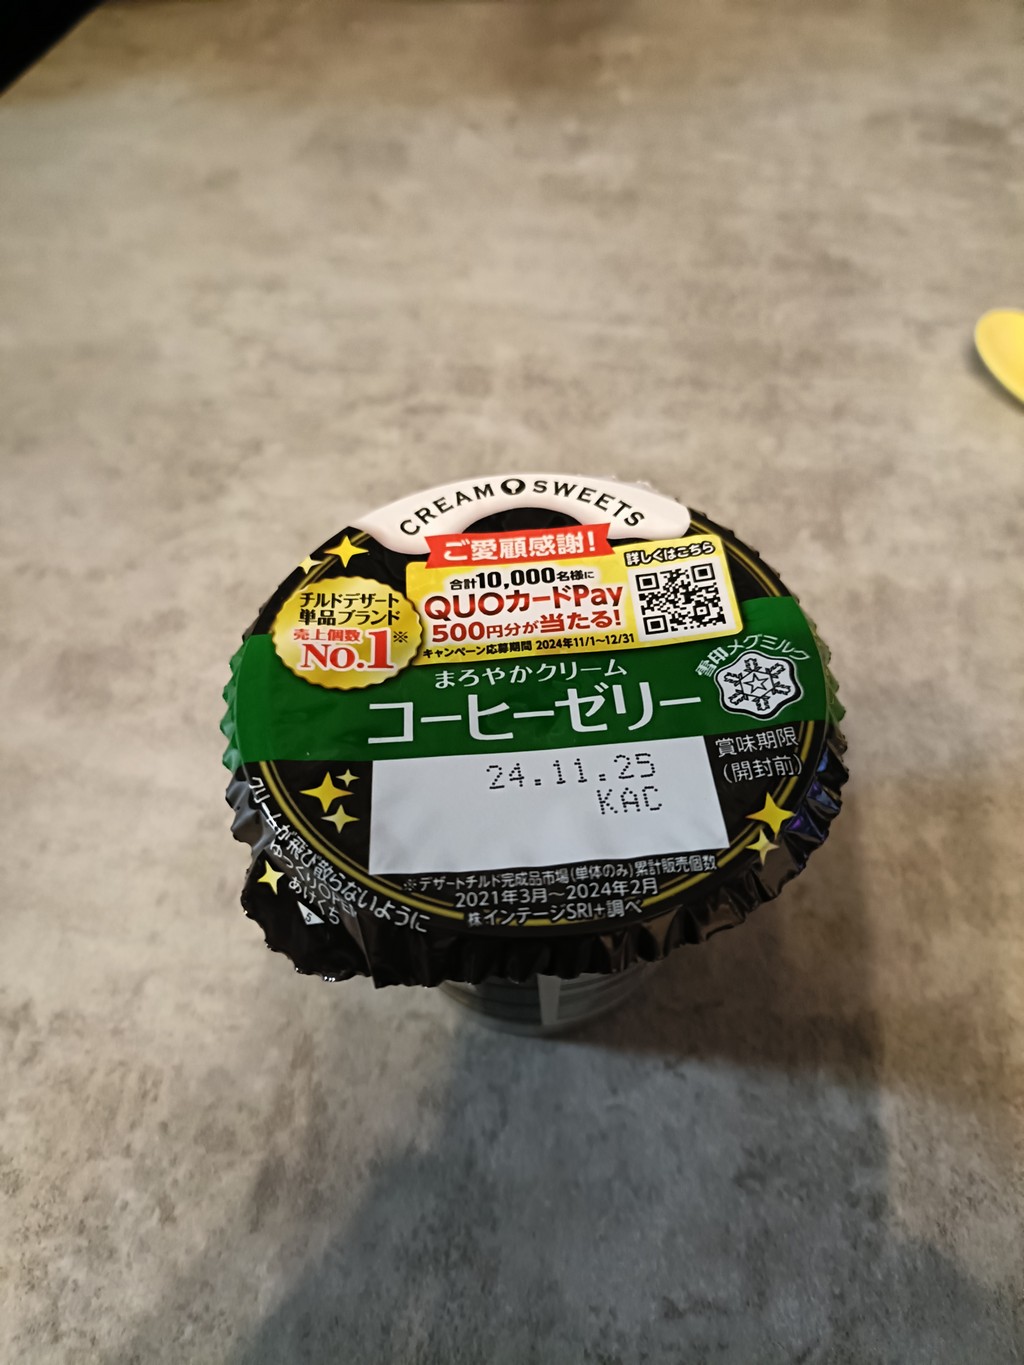 CREAM SWEETS
ご愛顧感謝!
詳しくはこちら
合計10,000名様に
QUOカードPay
500円分が当たる!
キャンペーン応募期間 2024年11/1〜12/31
チルドデザート
単品ブランド
売上個数※
No.1
雪印メグミルク
まろやかクリーム
コーヒーゼリー
賞味期限
(開封前)
24.11.25
KAC
※デザートチルド完成品市場(単体のみ)累計販売個数
2021年3月〜2024年2月
株インテージSRI+調べ
クリームが飛び散らないように
ゆっくり
あけくち